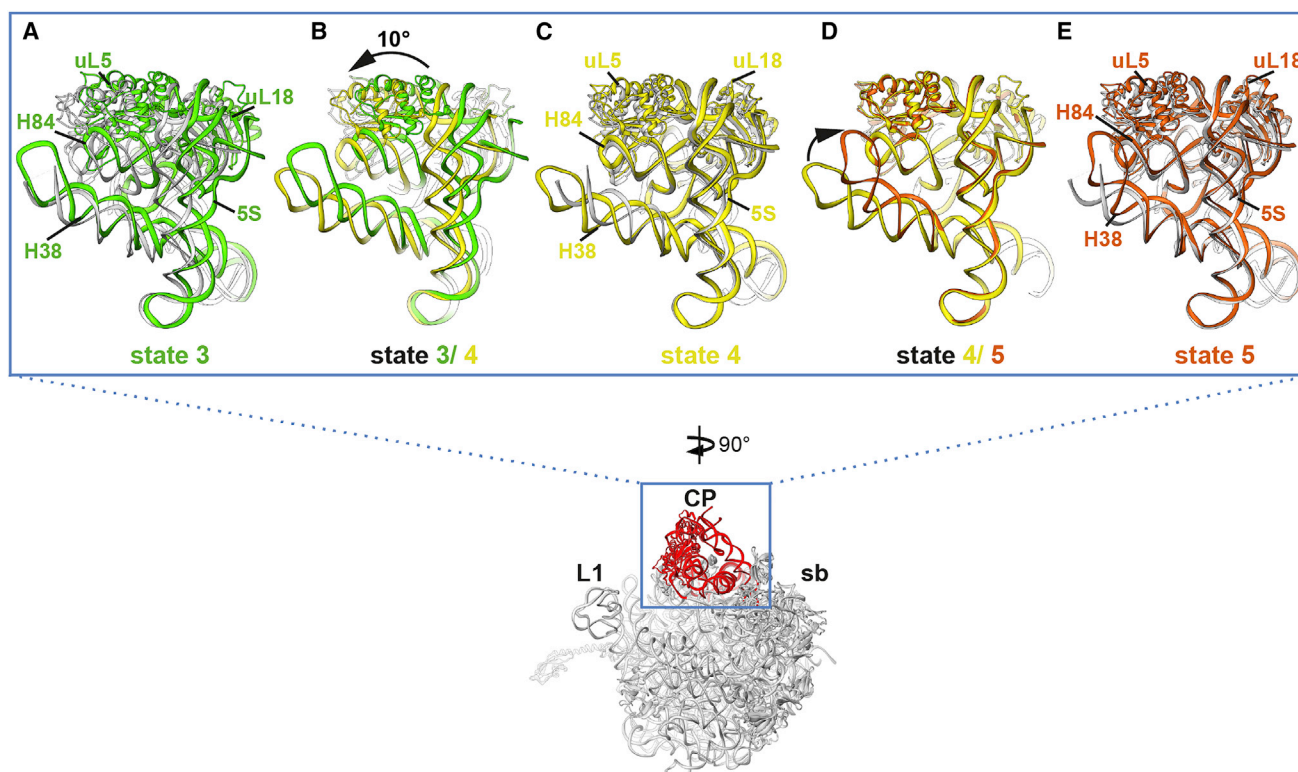 A
uL5
uL18
H84
H38
5S
state 3
B
10°
state 3/ 4
C
uL5
uL18
H84
H38
5S
state 4
D
state 4/ 5
E
uL5
uL18
H84
H38
5S
state 5
90°
CP
L1
sb